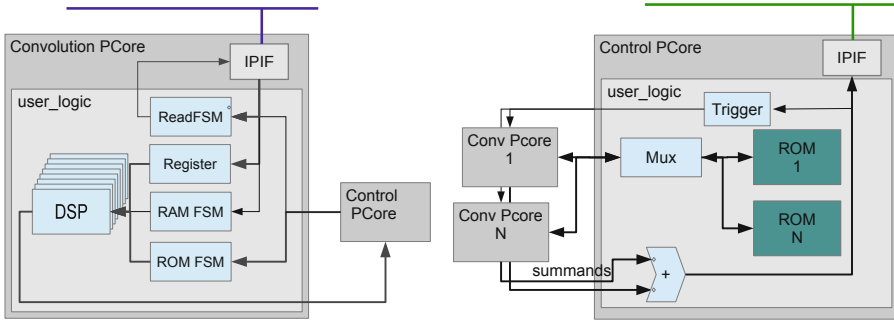 Convolution PCore
IPIF
user_logic
ReadFSM
Register
DSP
RAM FSM
ROM FSM
Control
PCore
Control PCore
IPIF
user_logic
Trigger
Conv Pcore
1
Mux
ROM
1
Conv Pcore
N
ROM
N
summands
+